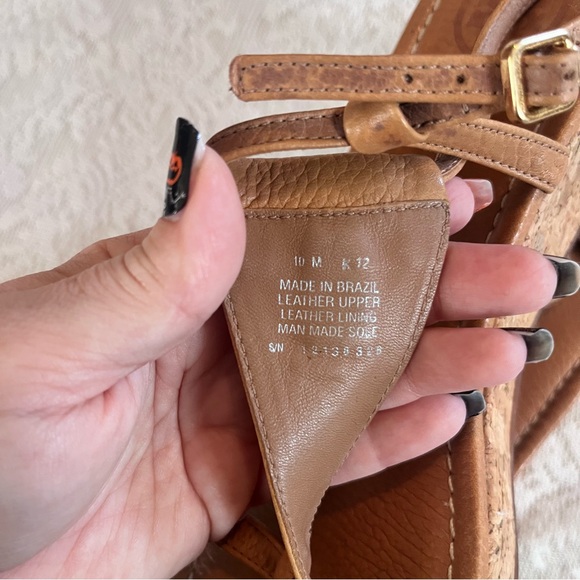 10 M K 12
MADE IN BRAZIL
LEATHER UPPER
LEATHER LINING
MAN MADE SOLE
S/N